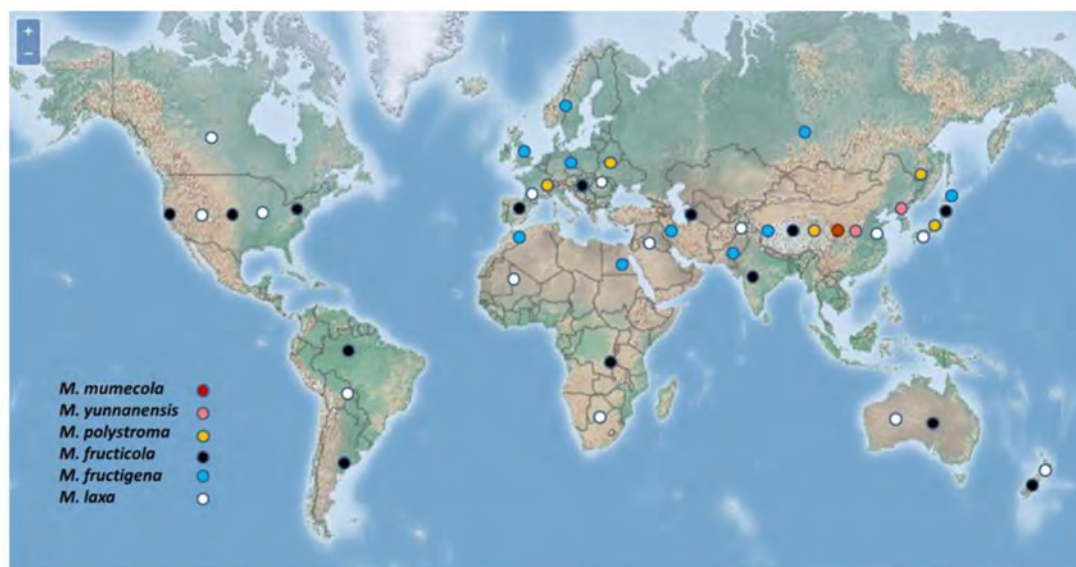 +
−
M. mumecola
M. yunnanensis
M. polystroma
M. fructicola
M. fructigena
M. laxa